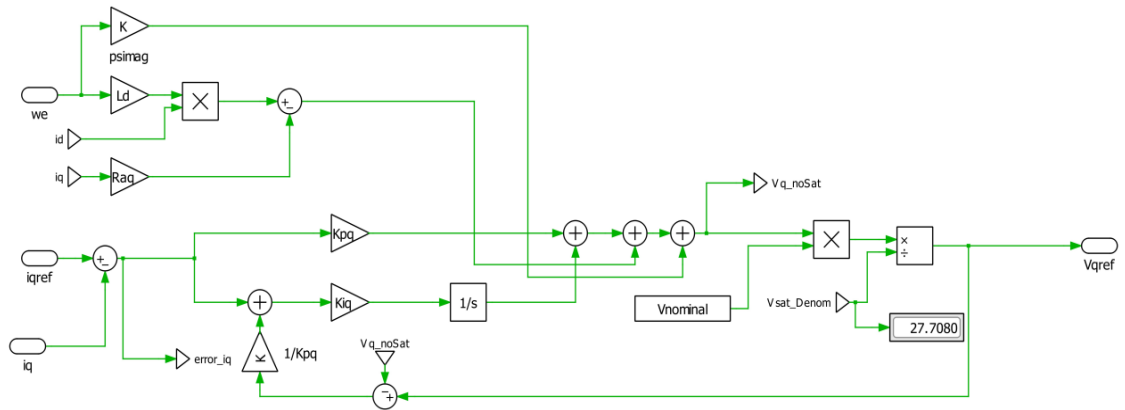 K
psimag
Ld
we
id
iq
Raq
Vq_noSat
Kpq
iqref
Vqref
Kiq
1/s
Vnominal
Vsat_Denom
27.7080
iq
error_iq
K
1/Kpq
Vq_noSat